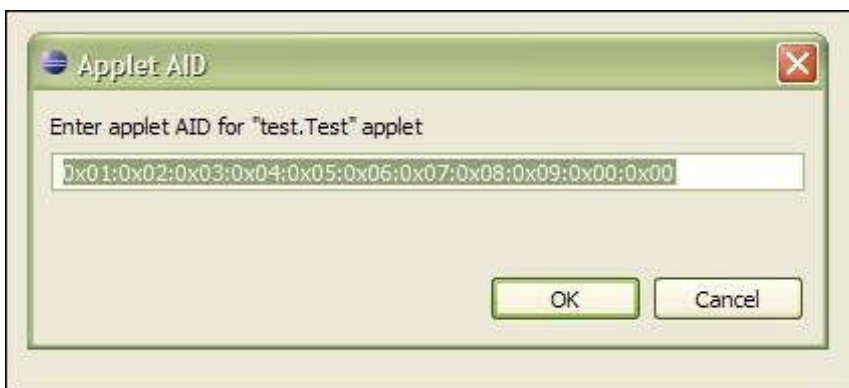 Applet AID
Enter applet AID for "test.Test" applet
0x01:0x02:0x03:0x04:0x05:0x06:0x07:0x08:0x09:0x00:0x00
OK Cancel